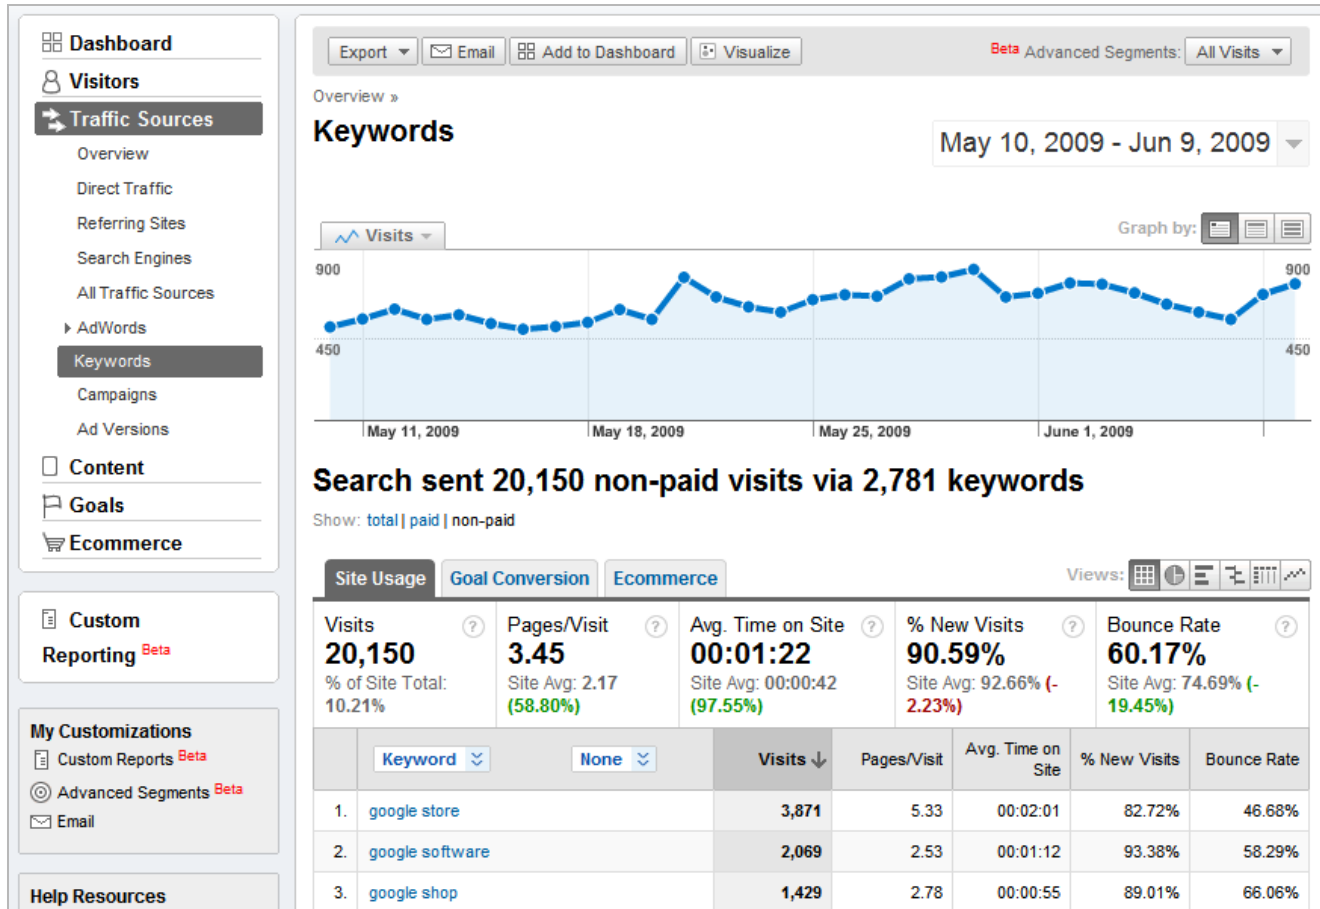 Dashboard
Visitors
Traffic Sources
Overview
Direct Traffic
Referring Sites
Search Engines
All Traffic Sources
AdWords
Keywords
Campaigns
Ad Versions
Content
Goals
Ecommerce
Custom
Reporting Beta
My Customizations
Custom Reports Beta
Advanced Segments Beta
Email
Help Resources
Export Email Add to Dashboard Visualize Beta Advanced Segments: All Visits
Overview »
Keywords
May 10, 2009 - Jun 9, 2009
Visits Graph by:
900 900
450 450
May 11, 2009 May 18, 2009 May 25, 2009 June 1, 2009
Search sent 20,150 non-paid visits via 2,781 keywords
Show: total | paid | non-paid
Site Usage Goal Conversion Ecommerce Views:
Visits ? Pages/Visit ? Avg. Time on Site ? % New Visits ? Bounce Rate ?
20,150 3.45 00:01:22 90.59% 60.17%
% of Site Total: Site Avg: 2.17 Site Avg: 00:00:42 Site Avg: 92.66% (- Site Avg: 74.69% (-
10.21% (58.80%) (97.55%) 2.23%) 19.45%)
Keyword None Visits Pages/Visit Avg. Time on % New Visits Bounce Rate
Site
1. google store 3,871 5.33 00:02:01 82.72% 46.68%
2. google software 2,069 2.53 00:01:12 93.38% 58.29%
3. google shop 1,429 2.78 00:00:55 89.01% 66.06%